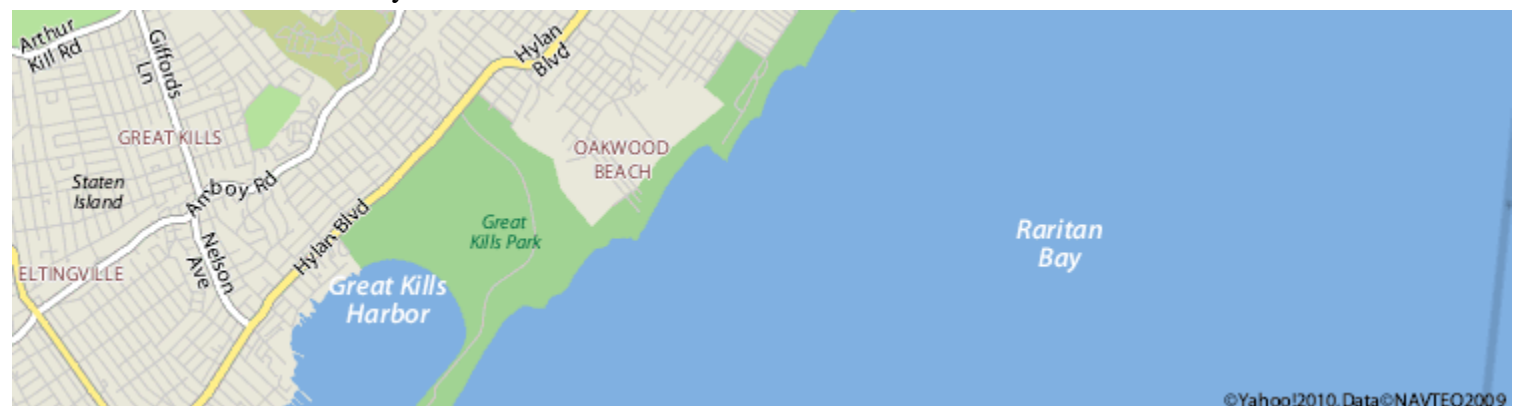 Arthur
Kill Rd
Giffords
Ln
Hylan
Blvd
GREAT KILLS
OAKWOOD
BEACH
Staten
Island
Amboy Rd
Great
Kills Park
Hylan Blvd
Raritan
Bay
Nelson
Ave
ELTINGVILLE
Great Kills
Harbor
©Yahoo!2010, Data©NAVTEQ2009